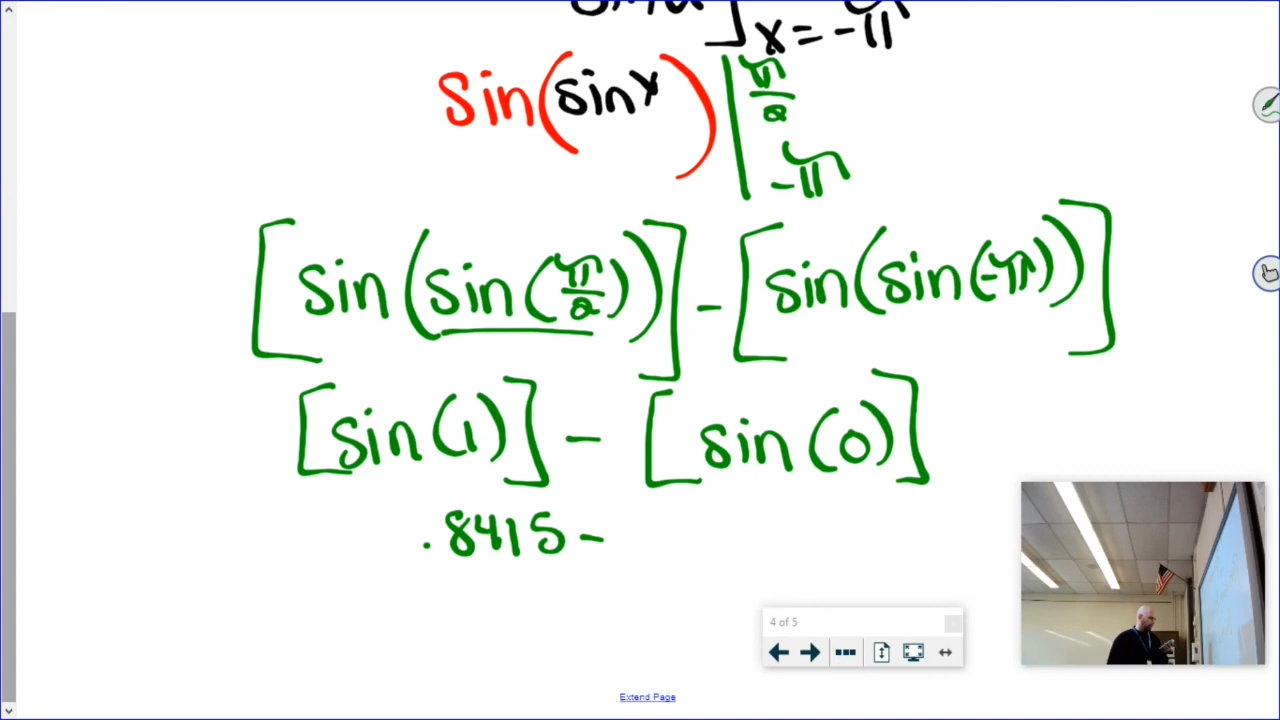 x = -π
sin(sin x) | π/2
-π
[sin(sin(π/2))] - [sin(sin(-π))]
[sin(1)] - [sin(0)]
.8415 -
4 of 5
Extend Page